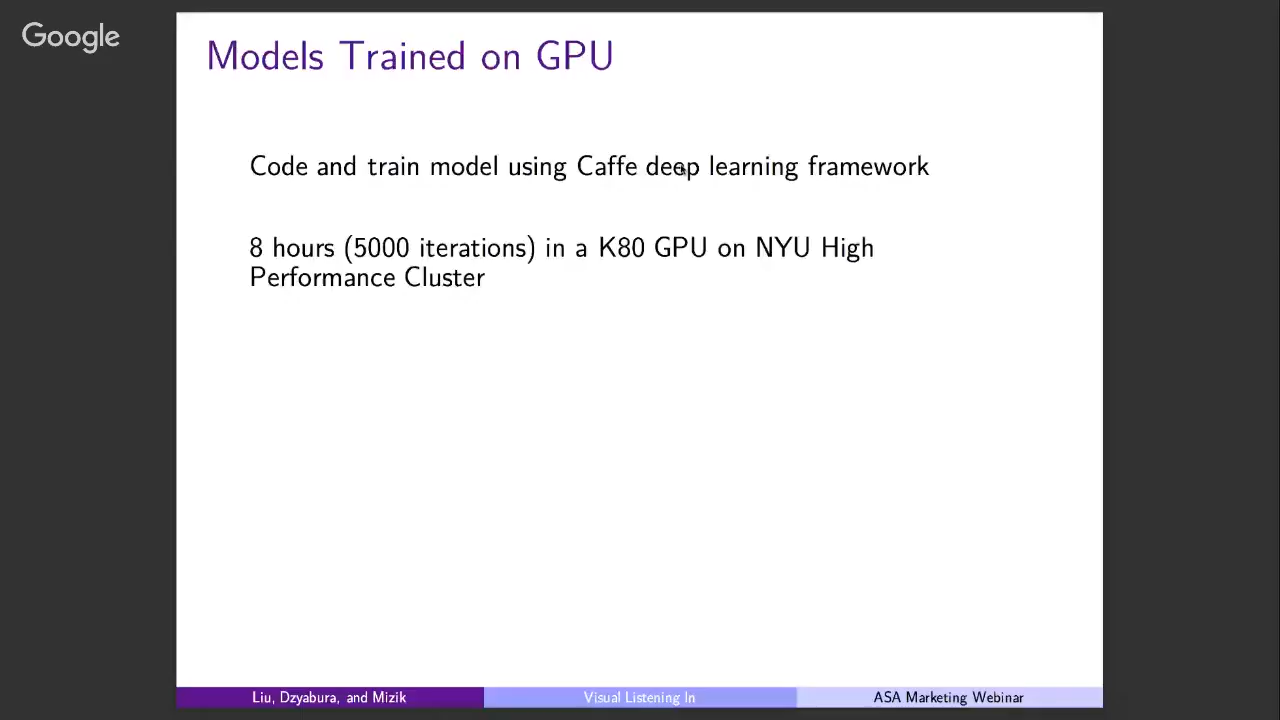 Google
Models Trained on GPU
Code and train model using Caffe deep learning framework
8 hours (5000 iterations) in a K80 GPU on NYU High
Performance Cluster
Liu, Dzyabura, and Mizik
Visual Listening In
ASA Marketing Webinar